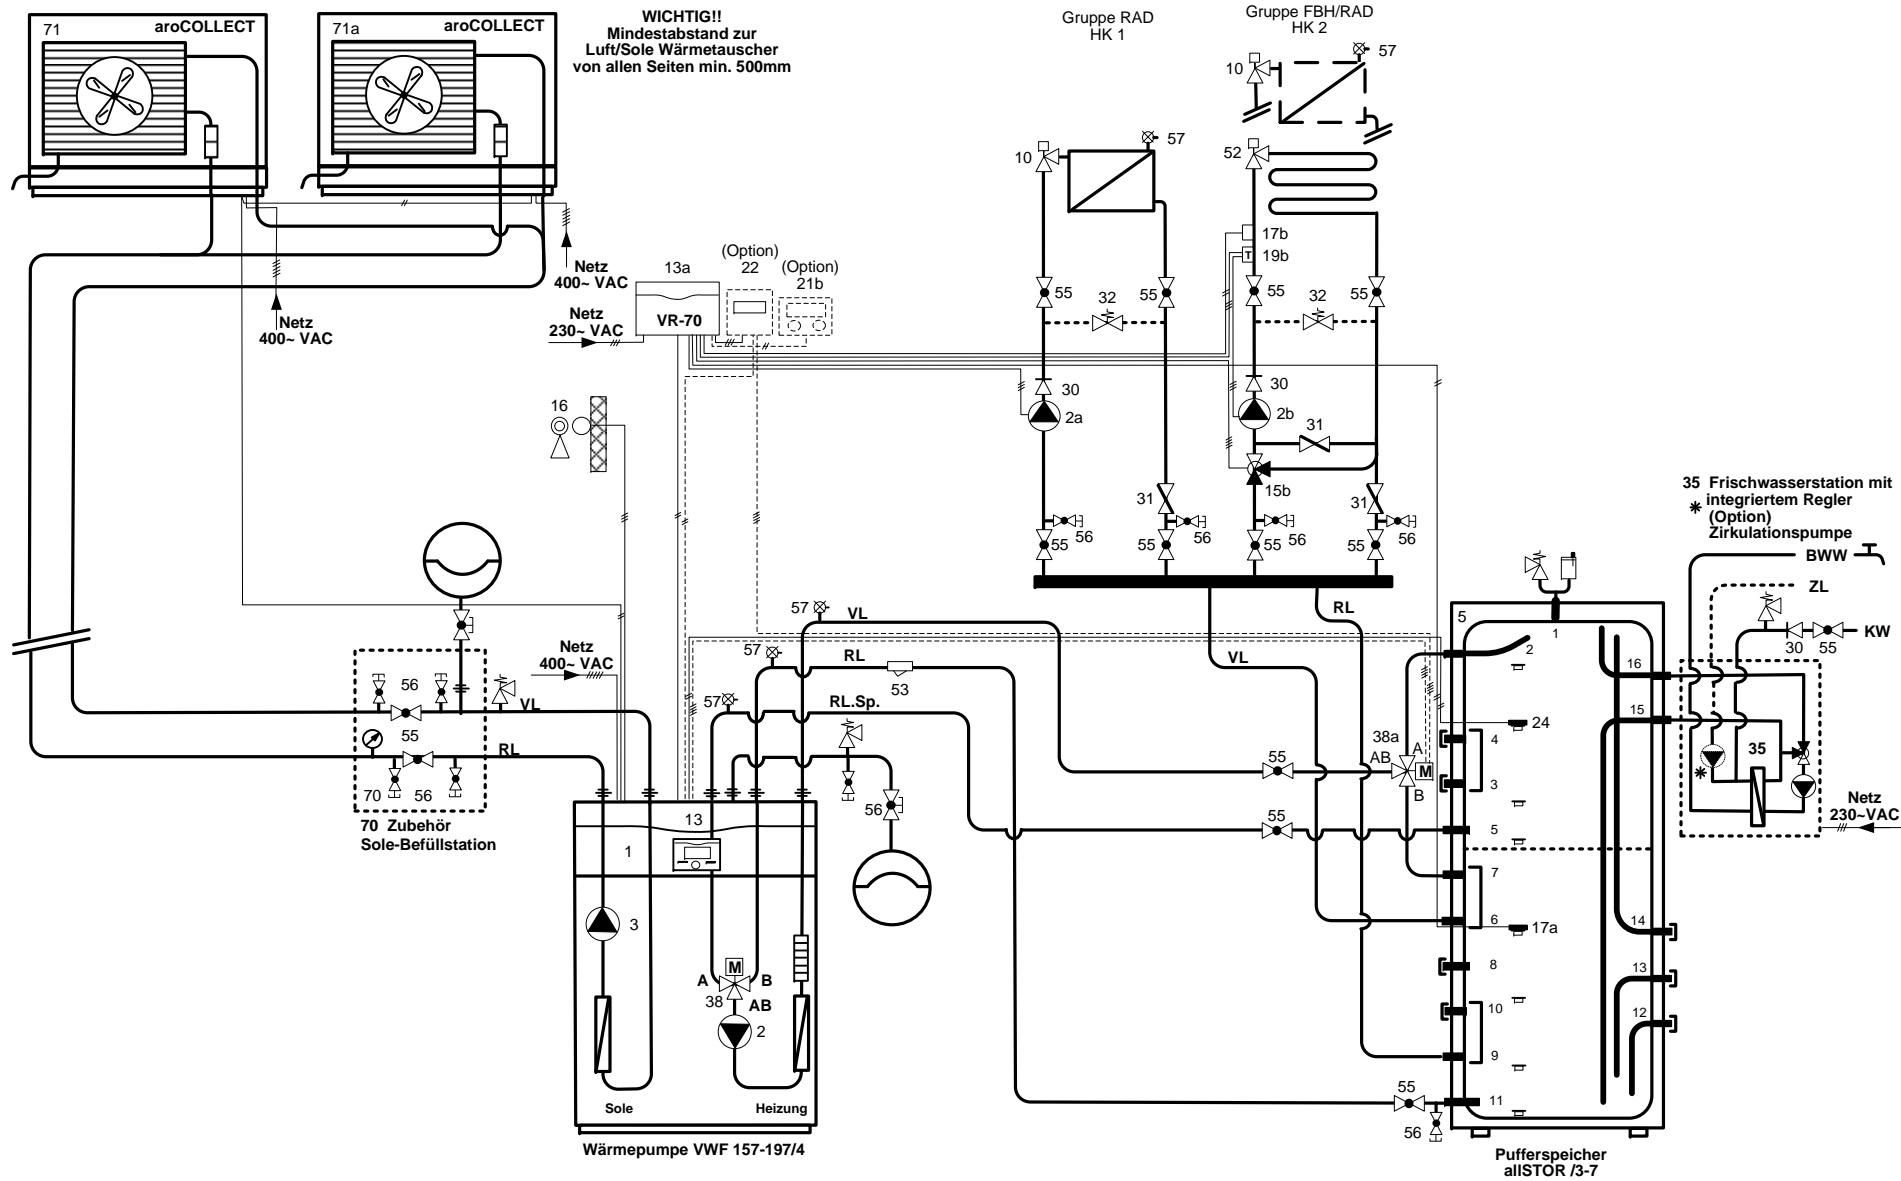 71
aroCOLLECT
71a
aroCOLLECT
WICHTIG!!
Mindestabstand zur
Luft/Sole Wärmetauscher
von allen Seiten min. 500mm
Gruppe RAD
HK 1
Gruppe FBH/RAD
HK 2
57
10
57
10
52
17b
19b
T
Netz
400~ VAC
Netz
400~ VAC
13a
(Option)
22
(Option)
21b
Netz
230~ VAC
VR-70
55
32
55
55
32
55
16
30
2a
30
2b
31
15b
31
31
56
56
56
56
55
55
55
55
35 Frischwasserstation mit
integriertem Regler
(Option)
Zirkulationspumpe
BWW
ZL
KW
30
55
57
VL
RL
5
1
2
Netz
400~ VAC
57
RL
53
VL
16
57
RL.Sp.
15
24
56
VL
55
RL
70
56
38a
A
AB
M
B
55
4
3
35
Netz
230~VAC
70 Zubehör
Sole-Befüllstation
13
1
56
55
5
7
6
17a
14
3
M
A
B
38
AB
2
8
13
10
12
9
Sole
Heizung
55
11
56
Wärmepumpe VWF 157-197/4
Pufferspeicher
allSTOR /3-7